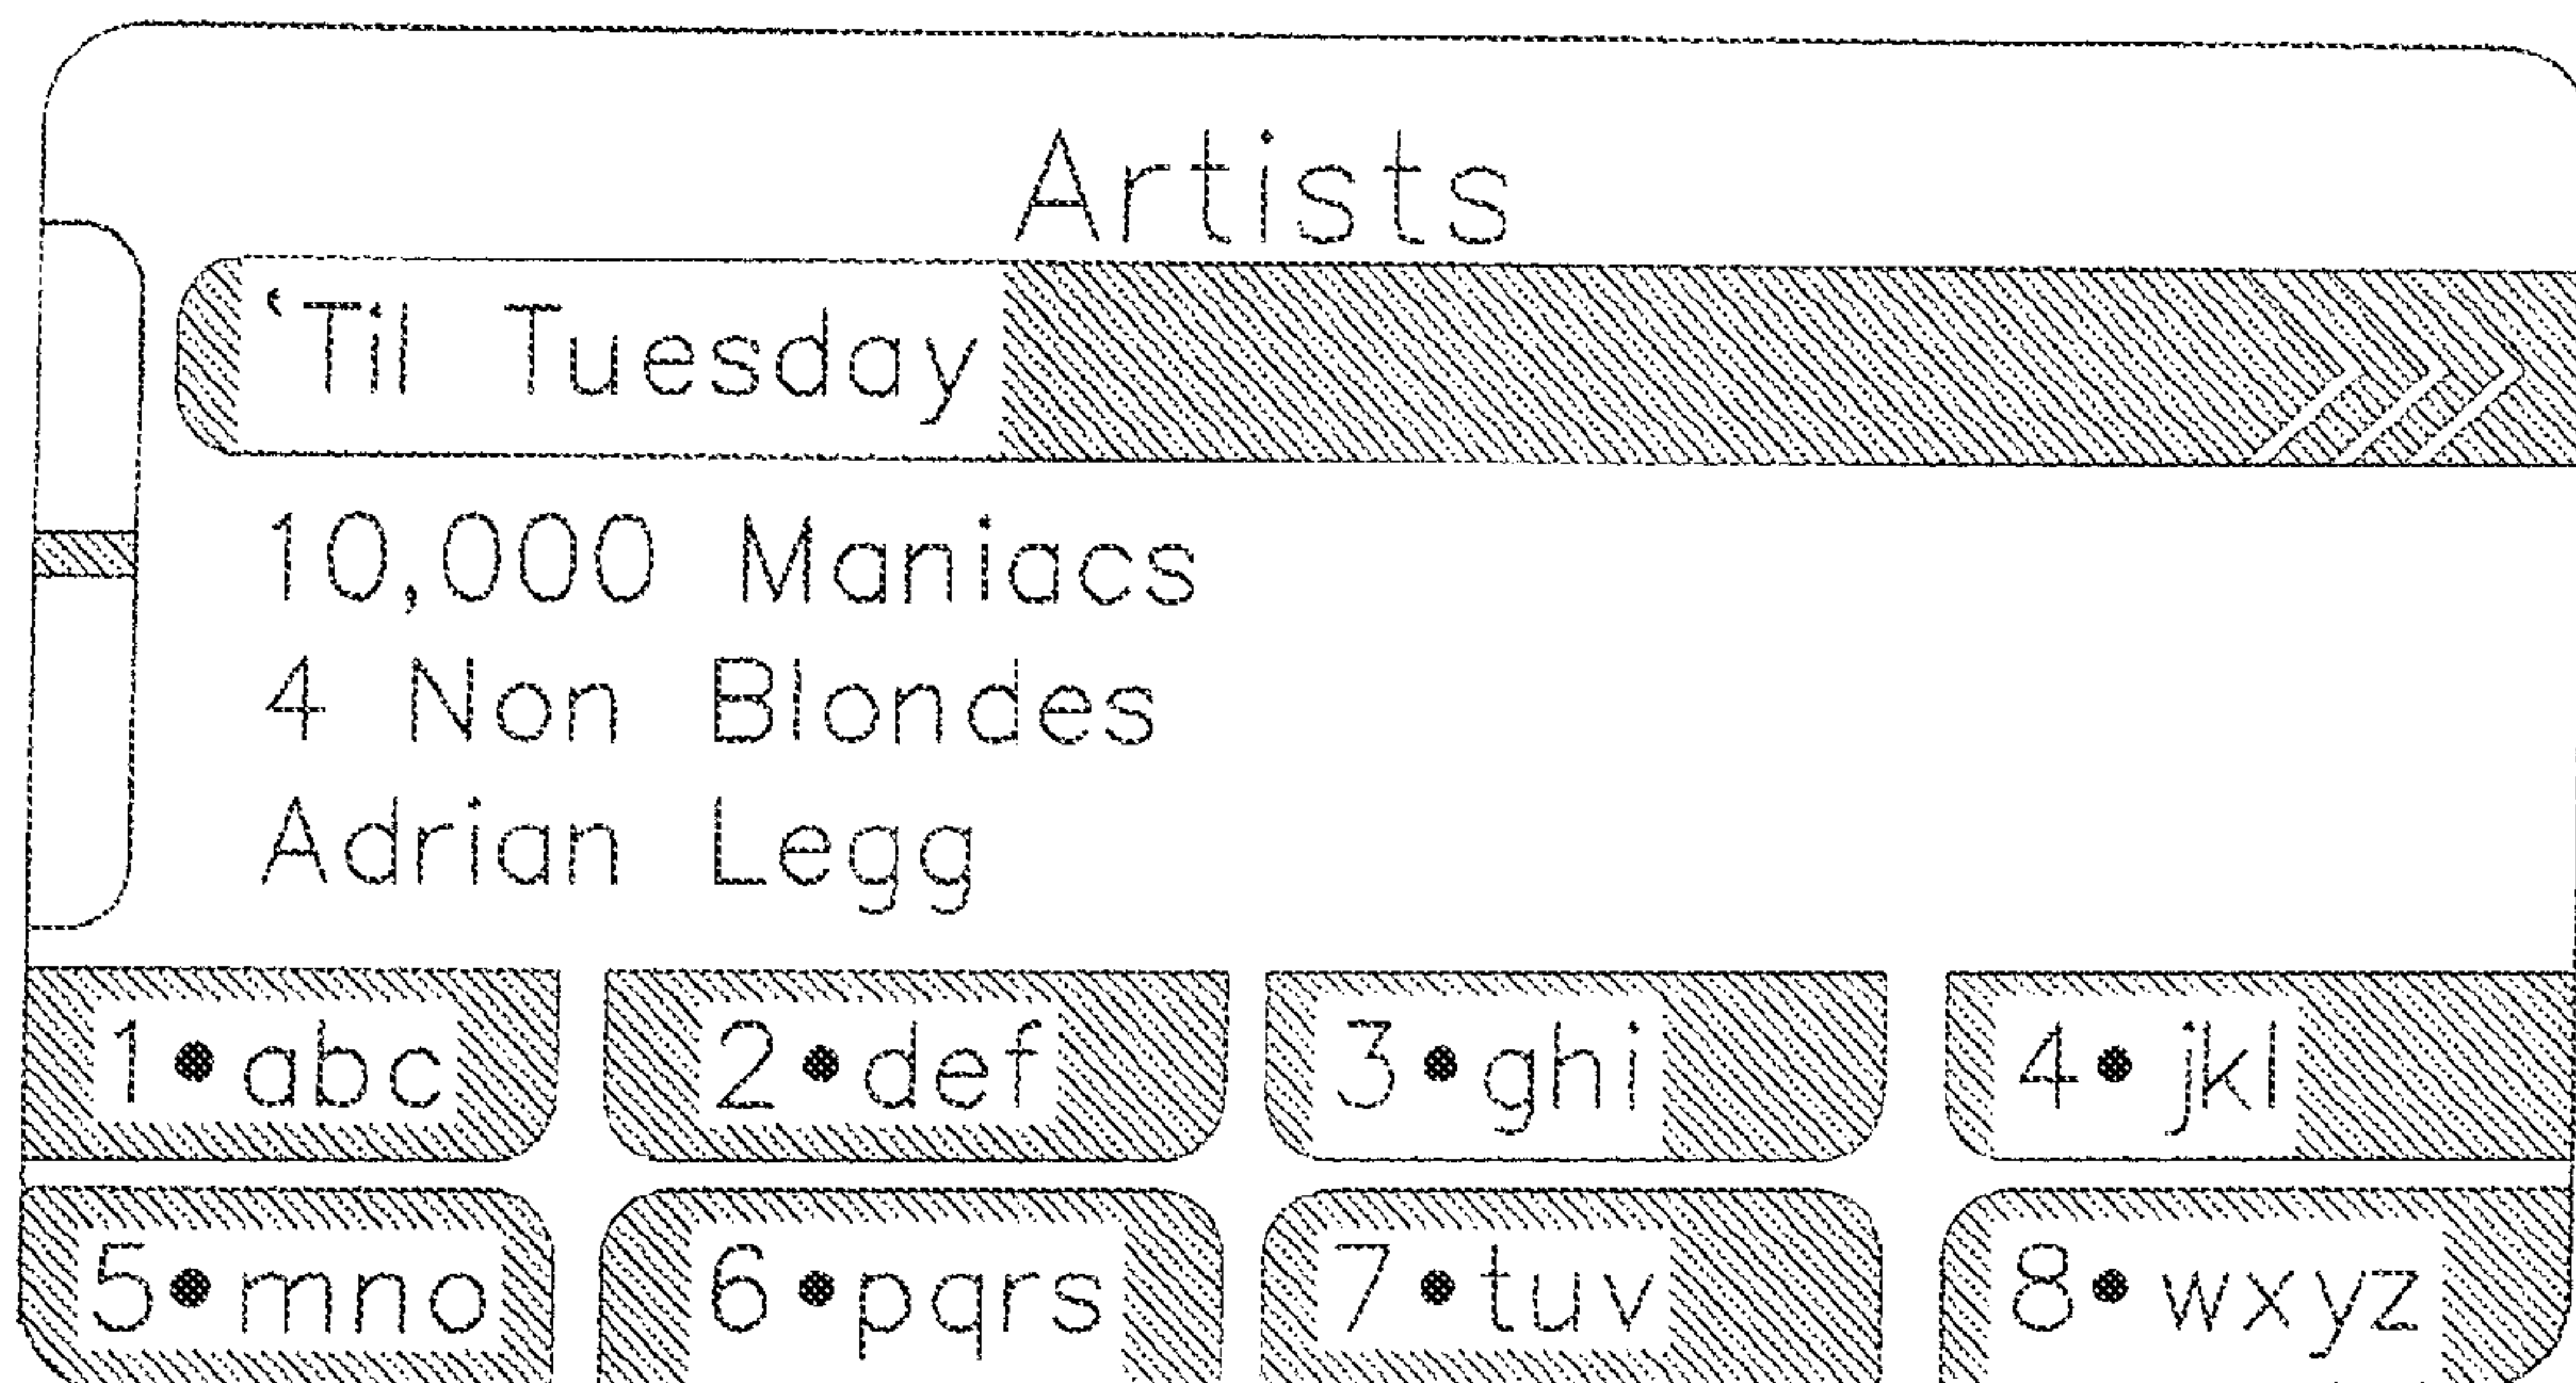 Artists
‘Til Tuesday
10,000 Maniacs
4 Non Blondes
Adrian Legg
1•abc 2•def 3•ghi 4•jkl
5•mno 6•pqrs 7•tuv 8•wxyz